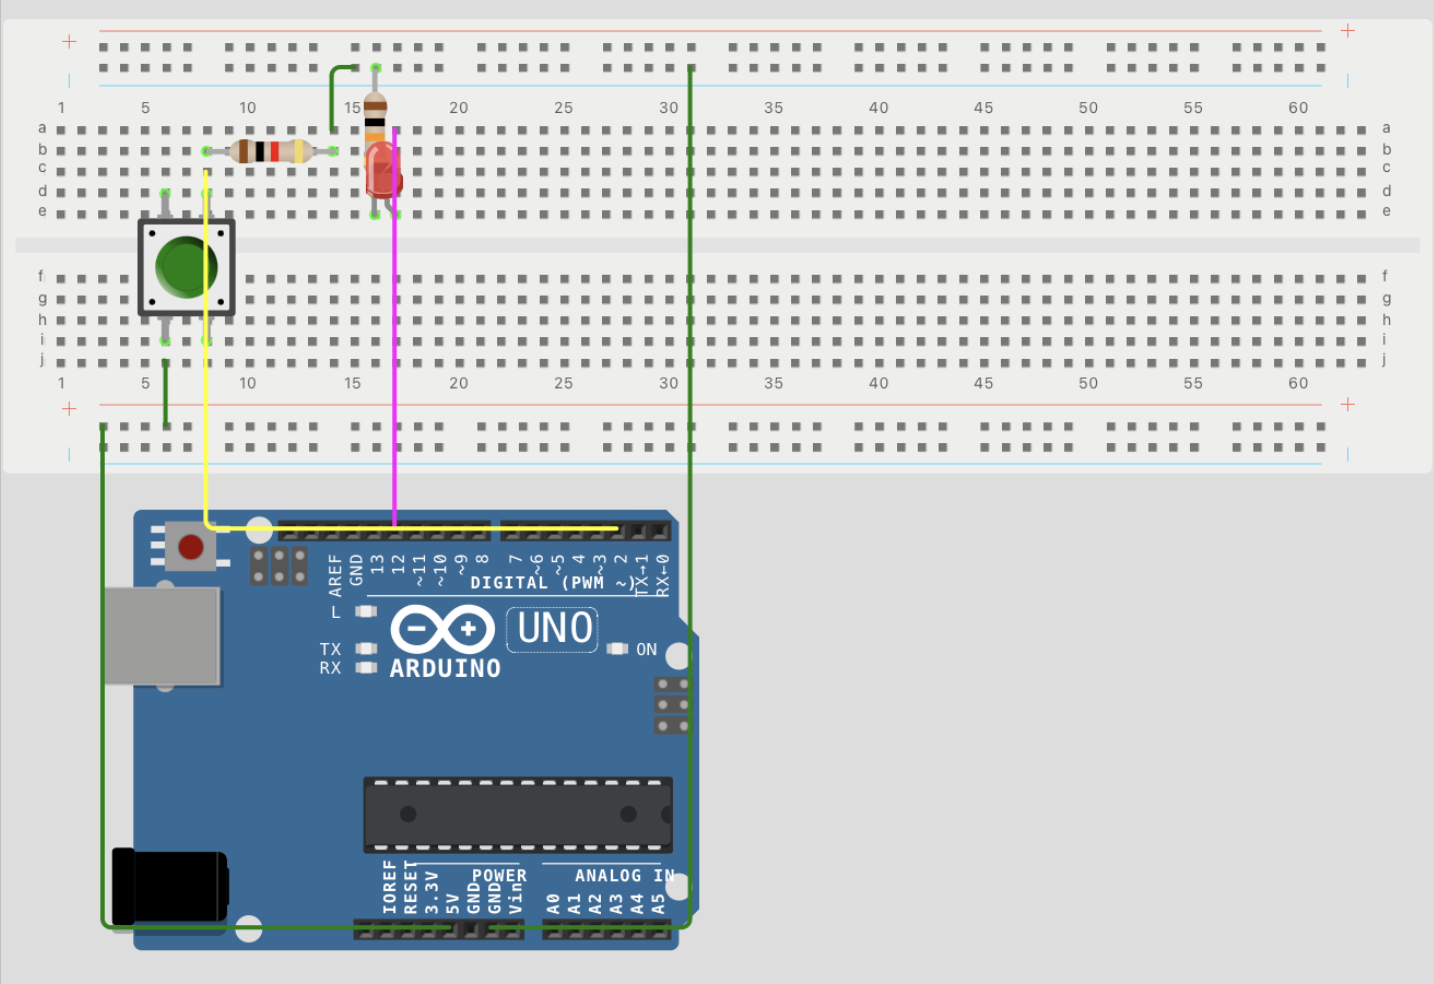 + +
1 5 10 15 20 25 30 35 40 45 50 55 60
a a
b b
c c
d d
e e
f f
g g
h h
i i
j j
1 5 10 15 20 25 30 35 40 45 50 55 60
+ +
AREF GND 13 12 ~11 ~10 ~9 8 7 ~6 ~5 4 ~3 2 TX→1 RX←0
DIGITAL (PWM ~)
L
UNO
TX ON
RX ARDUINO
IOREF RESET 3.3V 5V GND GND Vin A0 A1 A2 A3 A4 A5
POWER ANALOG IN